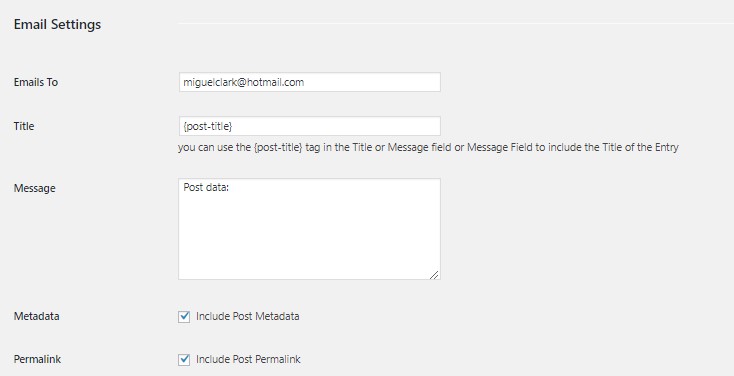 Email Settings
Emails To
miguelclark@hotmail.com
Title
{post-title}
you can use the {post-title} tag in the Title or Message field or Message Field to include the Title of the Entry
Message
Post data:
Metadata
Include Post Metadata
Permalink
Include Post Permalink